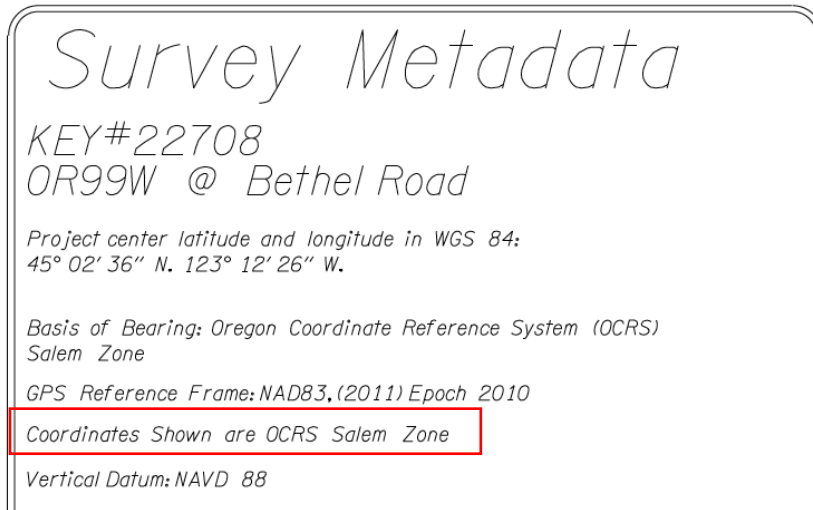 Survey Metadata
KEY#22708
OR99W @ Bethel Road
Project center latitude and longitude in WGS 84:
45° 02' 36" N. 123° 12' 26" W.
Basis of Bearing: Oregon Coordinate Reference System (OCRS)
Salem Zone
GPS Reference Frame: NAD83, (2011) Epoch 2010
Coordinates Shown are OCRS Salem Zone
Vertical Datum: NAVD 88